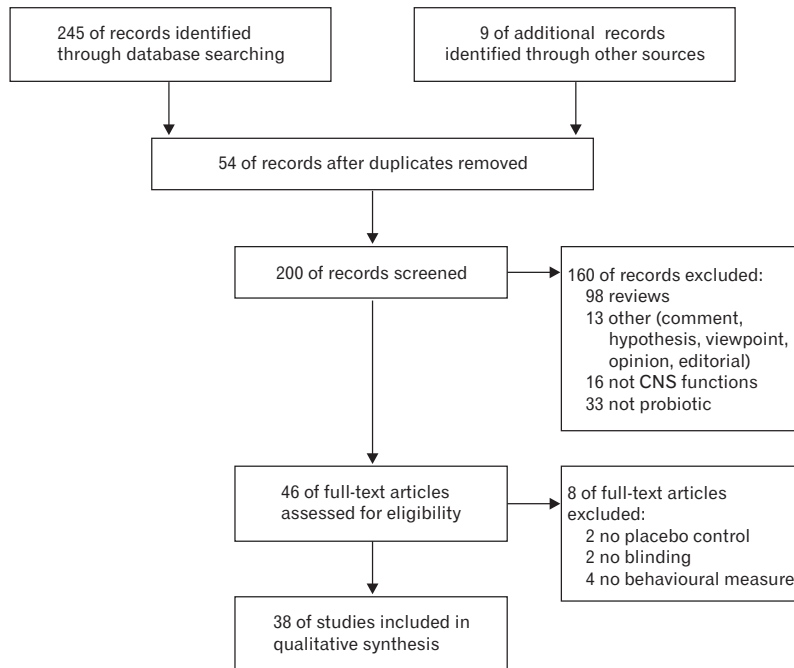 245 of records identified
through database searching
9 of additional records
identified through other sources
54 of records after duplicates removed
200 of records screened
160 of records excluded:
98 reviews
13 other (comment,
hypothesis, viewpoint,
opinion, editorial)
16 not CNS functions
33 not probiotic
46 of full-text articles
assessed for eligibility
8 of full-text articles
excluded:
2 no placebo control
2 no blinding
4 no behavioural measure
38 of studies included in
qualitative synthesis